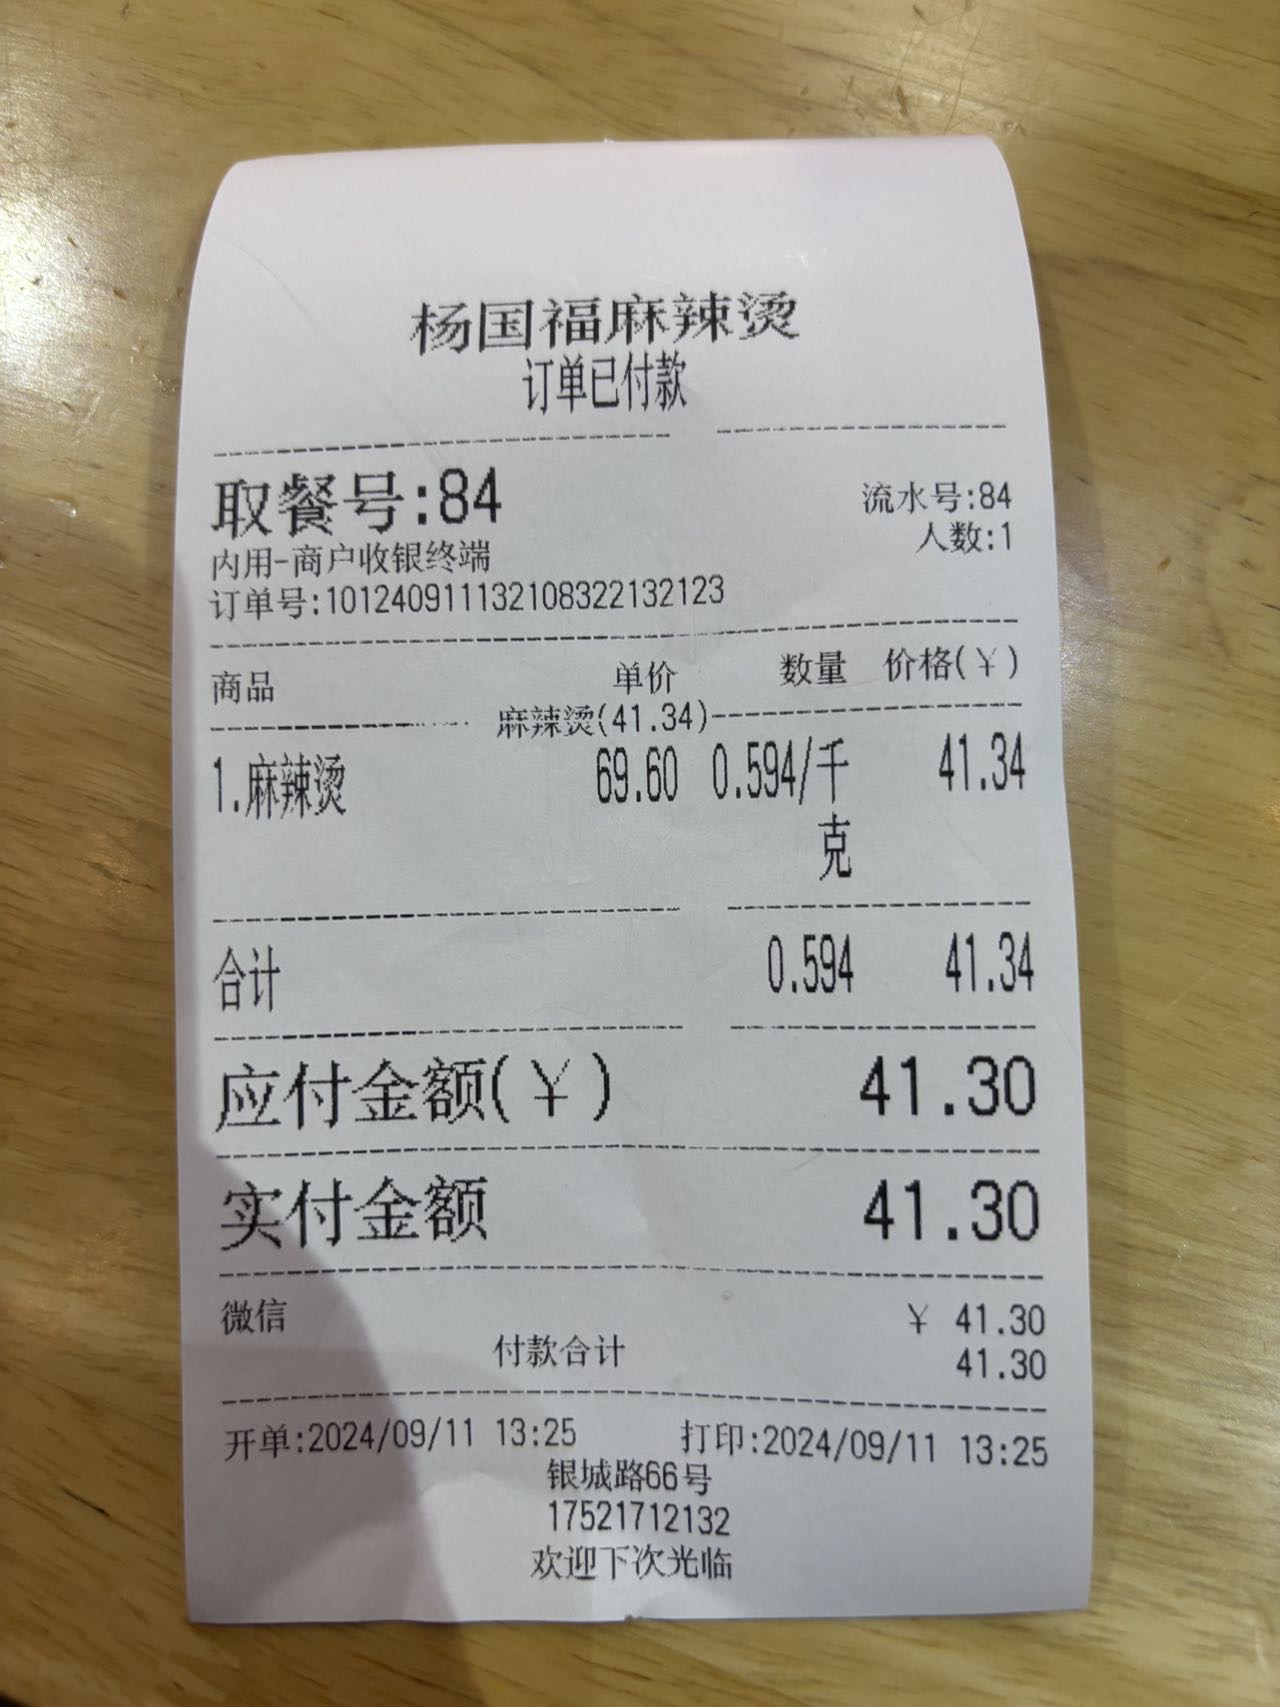 杨国福麻辣烫
订单已付款
取餐号:84 流水号:84
内用-商户收银终端 人数:1
订单号:101240911132108322132123
商品 单价 数量 价格(¥)
麻辣烫(41.34)
1.麻辣烫 69.60 0.594/千克 41.34
合计 0.594 41.34
应付金额(¥) 41.30
实付金额 41.30
微信 ¥ 41.30
付款合计 41.30
开单:2024/09/11 13:25 打印:2024/09/11 13:25
银城路66号
17521712132
欢迎下次光临